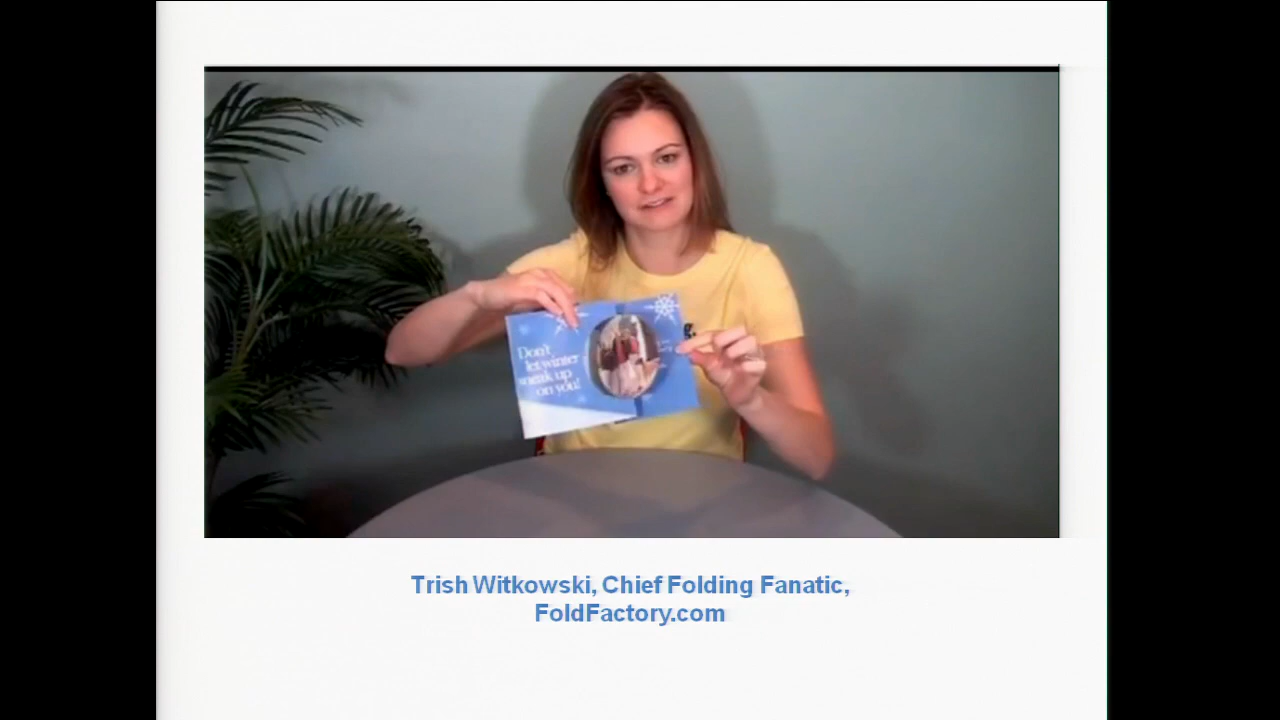 Don't
let winter
sneak up
on you!
Trish Witkowski, Chief Folding Fanatic,
FoldFactory.com